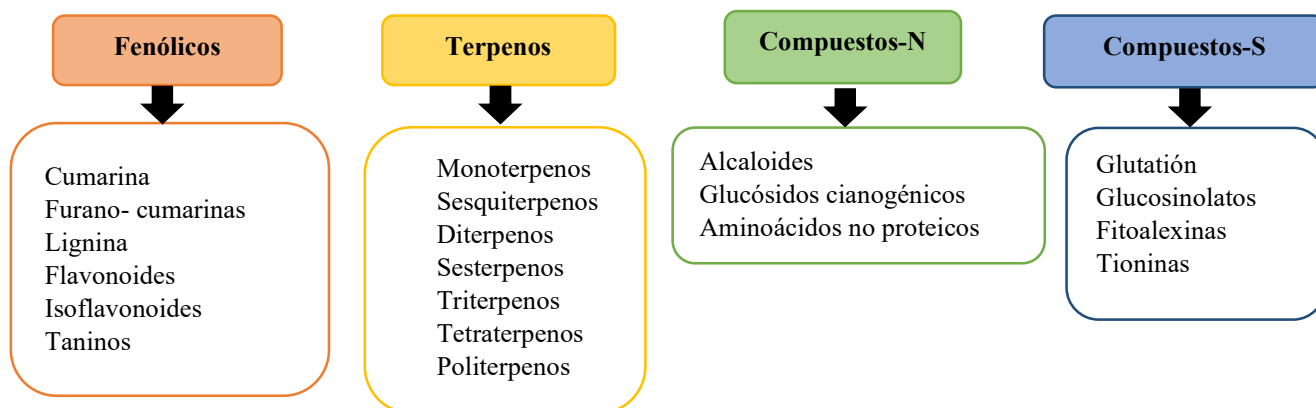 Fenólicos
Cumarina
Furano- cumarinas
Lignina
Flavonoides
Isoflavonoides
Taninos
Terpenos
Monoterpenos
Sesquiterpenos
Diterpenos
Sesterpenos
Triterpenos
Tetraterpenos
Politerpenos
Compuestos-N
Alcaloides
Glucósidos cianogénicos
Aminoácidos no proteicos
Compuestos-S
Glutatión
Glucosinolatos
Fitoalexinas
Tioninas